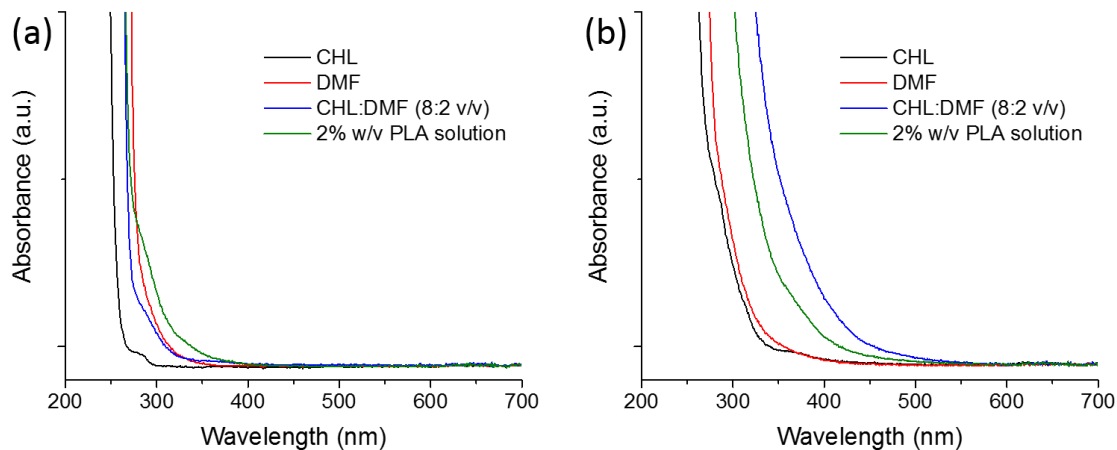 (a)
CHL
DMF
CHL:DMF (8:2 v/v)
2% w/v PLA solution
Absorbance (a.u.)
200 300 400 500 600 700
Wavelength (nm)
(b)
CHL
DMF
CHL:DMF (8:2 v/v)
2% w/v PLA solution
Absorbance (a.u.)
200 300 400 500 600 700
Wavelength (nm)